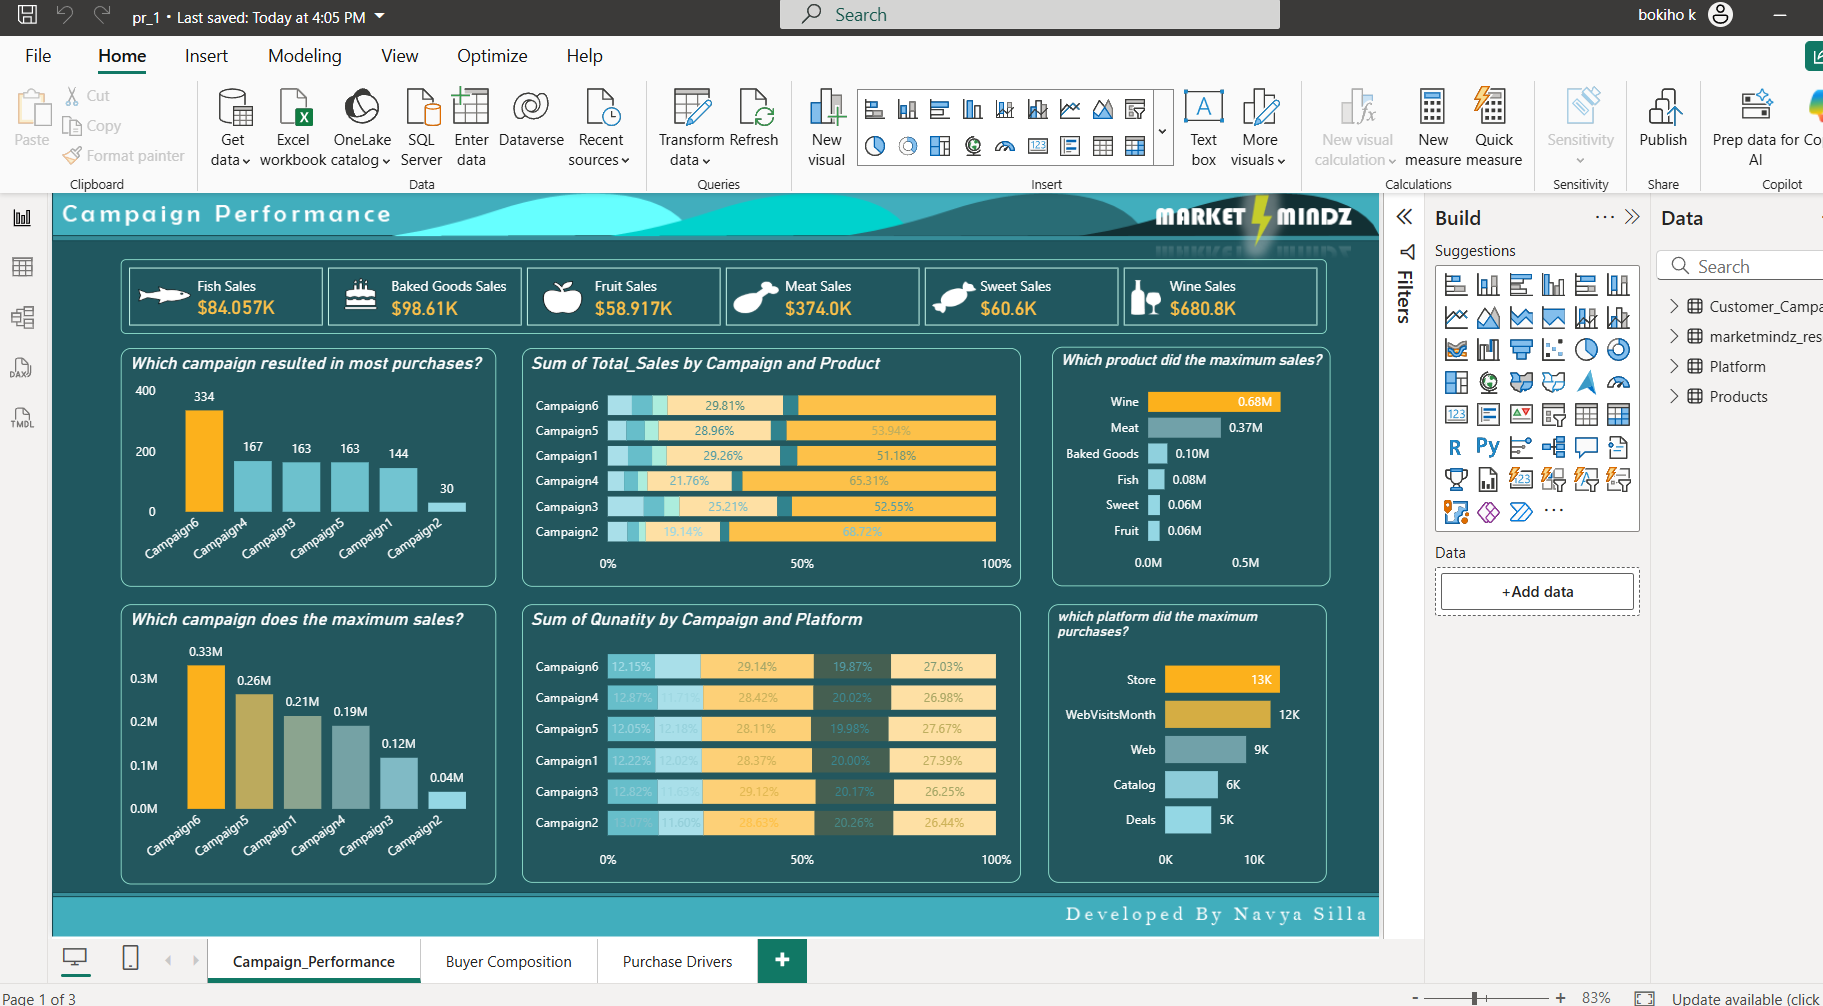 pr_1 • Last saved: Today at 4:05 PM
Search
bokiho k
File
Home
Insert
Modeling
View
Optimize
Help
Paste
Cut
Copy
Format painter
Clipboard
Get data
Excel workbook
OneLake catalog
SQL Server
Enter data
Dataverse
Recent sources
Data
Transform data
Refresh
Queries
New visual
Text box
More visuals
Insert
New visual calculation
New measure
Quick measure
Calculations
Sensitivity
Sensitivity
Publish
Share
Prep data for AI
Copilot
Campaign Performance
MARKET MINDZ
Fish Sales
$84.057K
Baked Goods Sales
$98.61K
Fruit Sales
$58.917K
Meat Sales
$374.0K
Sweet Sales
$60.6K
Wine Sales
$680.8K
Which campaign resulted in most purchases?
400
200
0
334
167
163
163
144
30
Campaign6
Campaign4
Campaign3
Campaign5
Campaign1
Campaign2
Sum of Total_Sales by Campaign and Product
Campaign6 29.81%
Campaign5 28.96% 53.94%
Campaign1 29.26% 51.18%
Campaign4 21.76% 65.31%
Campaign3 25.21% 52.55%
Campaign2 19.14% 68.72%
0% 50% 100%
Which product did the maximum sales?
Wine 0.68M
Meat 0.37M
Baked Goods 0.10M
Fish 0.08M
Sweet 0.06M
Fruit 0.06M
0.0M 0.5M
Which campaign does the maximum sales?
0.3M
0.2M
0.1M
0.0M
0.33M
0.26M
0.21M
0.19M
0.12M
0.04M
Campaign6
Campaign5
Campaign1
Campaign4
Campaign3
Campaign2
Sum of Qunatity by Campaign and Platform
Campaign6 12.15% 29.14% 19.87% 27.03%
Campaign4 12.87% 11.71% 28.42% 20.02% 26.98%
Campaign5 12.05% 12.18% 28.11% 19.98% 27.67%
Campaign1 12.22% 12.02% 28.37% 20.00% 27.39%
Campaign3 12.82% 11.63% 29.12% 20.17% 26.25%
Campaign2 11.60% 28.63% 20.26% 26.44%
0% 50% 100%
which platform did the maximum
purchases?
Store 13K
WebVisitsMonth 12K
Web 9K
Catalog 6K
Deals 5K
0K 10K
Developed By Navya Silla
Filters
Build
Suggestions
123
R
Py
123
Data
+Add data
Data
Search
Customer_Campa
marketmindz_res
Platform
Products
DAX
TMDL
Campaign_Performance
Buyer Composition
Purchase Drivers
Page 1 of 3
83%
Update available (click